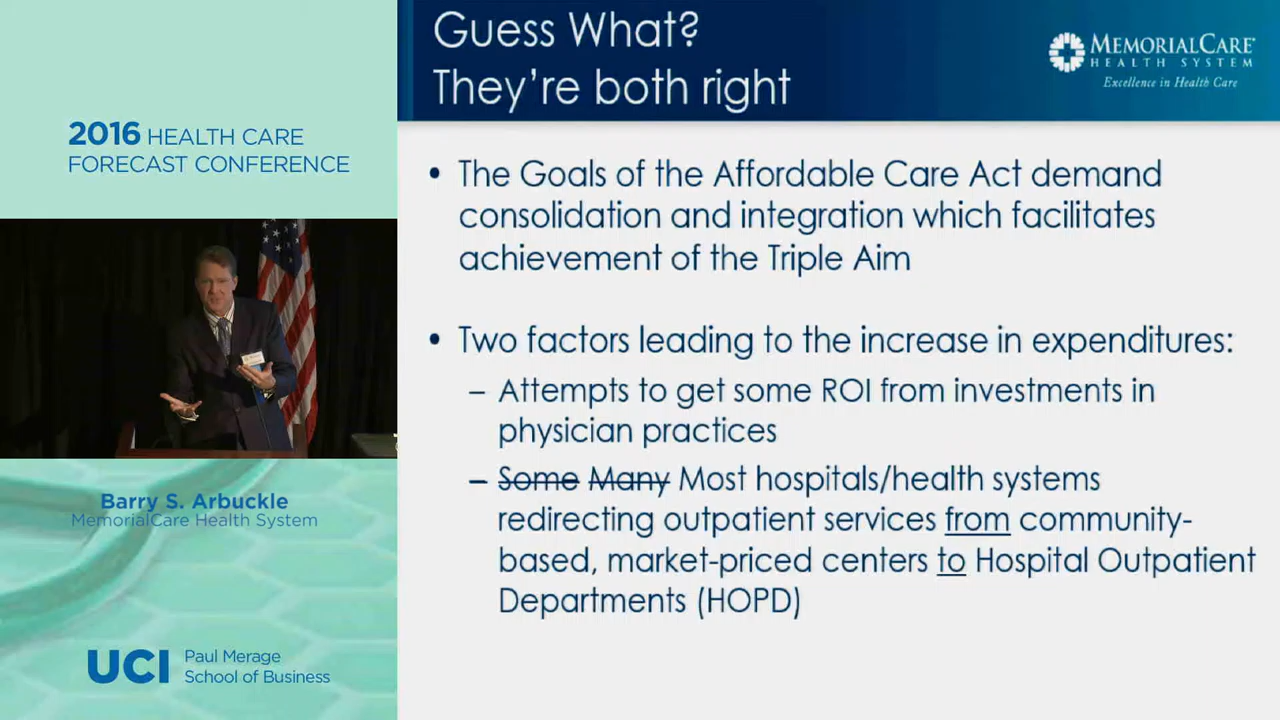 2016 HEALTH CARE
FORECAST CONFERENCE
Barry S. Arbuckle
MemorialCare Health System
UCI
Paul Merage
School of Business
Guess What?
They're both right
MEMORIALCARE
HEALTH SYSTEM
Excellence in Health Care
• The Goals of the Affordable Care Act demand
consolidation and integration which facilitates
achievement of the Triple Aim
• Two factors leading to the increase in expenditures:
– Attempts to get some ROI from investments in
physician practices
– Some Many Most hospitals/health systems
redirecting outpatient services from community-
based, market-priced centers to Hospital Outpatient
Departments (HOPD)